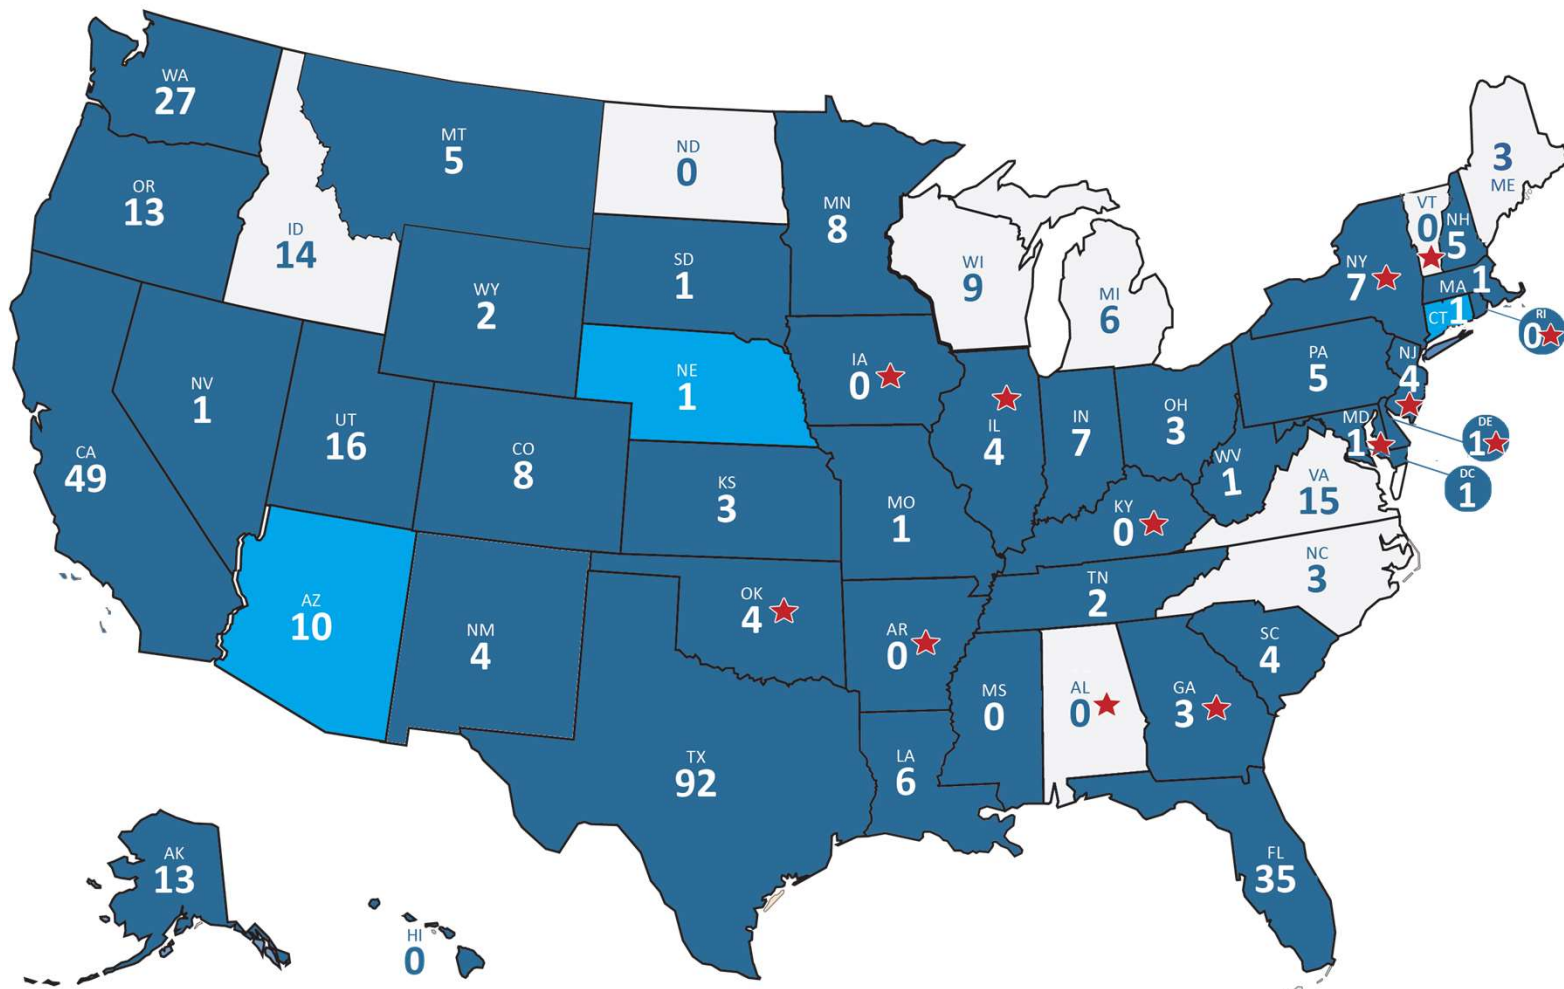 WA
27
MT
5
ND
0
OR
13
ID
14
MN
8
WI
9
MI
6
3
ME
VT
0
NH
5
NY
7
MA
1
CT
1
RI
0
SD
1
WY
2
NE
1
IA
0
IL
4
IN
7
OH
3
PA
5
NJ
4
MD
1
DE
1
DC
1
NV
1
UT
16
CO
8
CA
49
KS
3
MO
1
KY
0
WV
1
VA
15
NC
3
TN
2
AZ
10
NM
4
OK
4
AR
0
SC
4
MS
0
AL
0
GA
3
TX
92
LA
6
AK
13
HI
0
FL
35